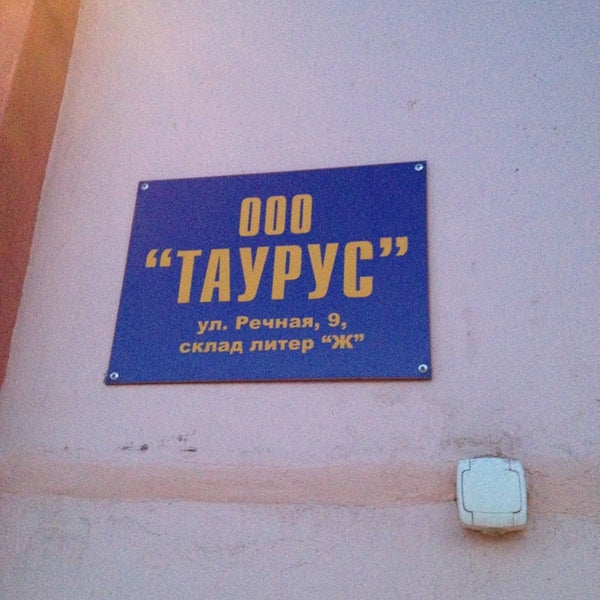 ООО
“ТАУРУС”
ул. Речная, 9,
склад литер “Ж”